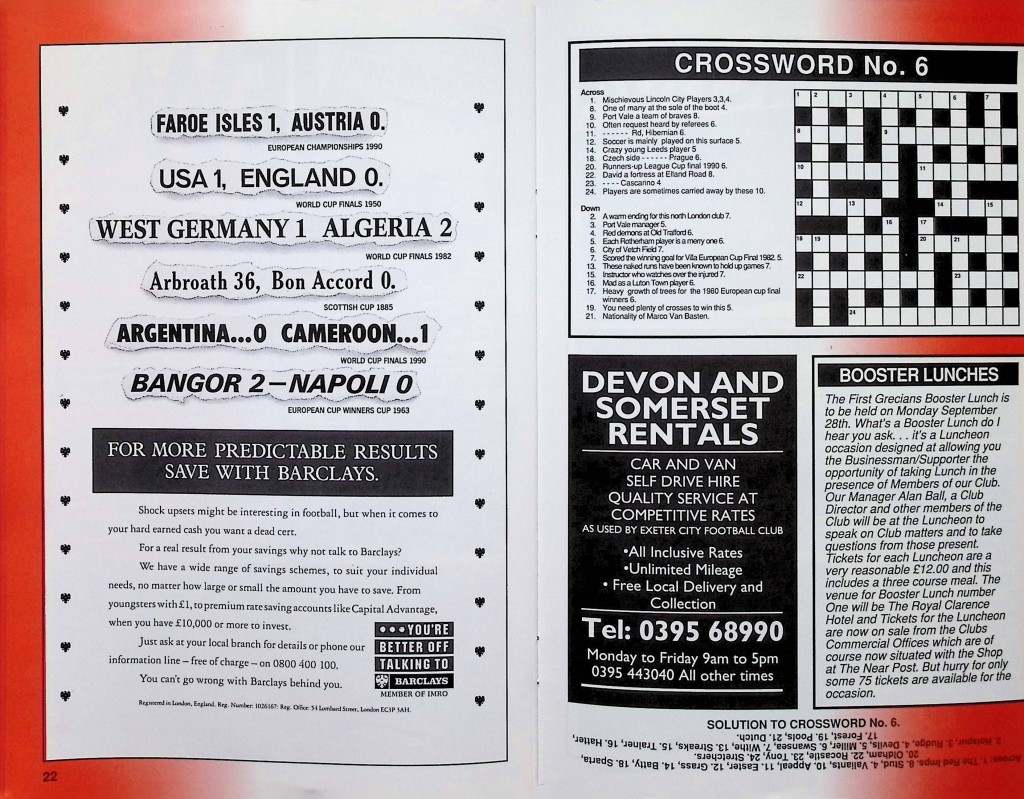 FAROE ISLES 1, AUSTRIA 0.
EUROPEAN CHAMPIONSHIPS 1990
USA 1, ENGLAND 0.
WORLD CUP FINALS 1950
WEST GERMANY 1 ALGERIA 2
WORLD CUP FINALS 1982
Arbroath 36, Bon Accord 0.
SCOTTISH CUP 1885
ARGENTINA...0 CAMEROON...1
WORLD CUP FINALS 1990
BANGOR 2–NAPOLI 0
EUROPEAN CUP WINNERS CUP 1963
FOR MORE PREDICTABLE RESULTS
SAVE WITH BARCLAYS.
Shock upsets might be interesting in football, but when it comes to
your hard earned cash you want a dead cert.
For a real result from your savings why not talk to Barclays?
We have a wide range of savings schemes, to suit your individual
needs, no matter how large or small the amount you have to save. From
youngsters with £1, to premium rate saving accounts like Capital Advantage,
when you have £10,000 or more to invest.
Just ask at your local branch for details or phone our
information line – free of charge – on 0800 400 100.
You can't go wrong with Barclays behind you.
•••YOU'RE
BETTER OFF
TALKING TO
BARCLAYS
MEMBER OF IMRO
Registered in London, England. Reg. Number: 1026167: Reg. Office: 54 Lombard Street, London EC3P 3AH.
22
CROSSWORD No. 6
Across
1. Mischievous Lincoln City Players 3,3,4.
8. One of many at the sole of the boot 4.
9. Port Vale a team of braves 8.
10. Often request heard by referees 6.
11. - - - - - - Rd, Hibernian 6.
12. Soccer is mainly played on this surface 5.
14. Crazy young Leeds player 5
18. Czech side - - - - - - Prague 6.
20. Runners-up League Cup final 1990 6.
22. David a fortress at Elland Road 8.
23. - - - - Cascarino 4
24. Players are sometimes carried away by these 10.
Down
2. A warm ending for this north London club 7.
3. Port Vale manager 5.
4. Red demons at Old Trafford 6.
5. Each Rotherham player is a merry one 6.
6. City of Vetch Field 7.
7. Scored the winning goal for Villa European Cup Final 1982. 5.
13. These naked runs have been known to hold up games 7.
15. Instructor who watches over the injured 7.
16. Mad as a Luton Town player 6.
17. Heavy growth of trees for the 1980 European cup final
winners 6.
19. You need plenty of crosses to win this 5.
21. Nationality of Marco Van Basten.
1 2 3 4 5 6 7
8 9
10 11
12 13 14 15
16 17
18 19 20 21
22 23
24
DEVON AND
SOMERSET
RENTALS
CAR AND VAN
SELF DRIVE HIRE
QUALITY SERVICE AT
COMPETITIVE RATES
AS USED BY EXETER CITY FOOTBALL CLUB
•All Inclusive Rates
•Unlimited Mileage
• Free Local Delivery and
Collection
Tel: 0395 68990
Monday to Friday 9am to 5pm
0395 443040 All other times
BOOSTER LUNCHES
The First Grecians Booster Lunch is
to be held on Monday September
28th. What's a Booster Lunch do I
hear you ask. . . it's a Luncheon
occasion designed at allowing you
the Businessman/Supporter the
opportunity of taking Lunch in the
presence of Members of our Club.
Our Manager Alan Ball, a Club
Director and other members of the
Club will be at the Luncheon to
speak on Club matters and to take
questions from those present.
Tickets for each Luncheon are a
very reasonable £12.00 and this
includes a three course meal. The
venue for Booster Lunch number
One will be The Royal Clarence
Hotel and Tickets for the Luncheon
are now on sale from the Clubs
Commercial Offices which are of
course now situated with the Shop
at The Near Post. But hurry for only
some 75 tickets are available for the
occasion.
SOLUTION TO CROSSWORD No. 6.
Across: 1. The Red Imps. 8. Stud, 4. Valiants, 10. Appeal, 11. Easter, 12. Grass, 14. Batty, 18. Sparta,
20. Oldham, 22. Rocastle, 23. Tony, 24. Stretchers.
2. Hotspur, 3. Rudge, 4. Devils, 5. Miller, 6. Swansea, 7. Withe, 13. Streaks, 15. Trainer, 16. Hatter,
17. Forest, 19. Pools, 21. Dutch.